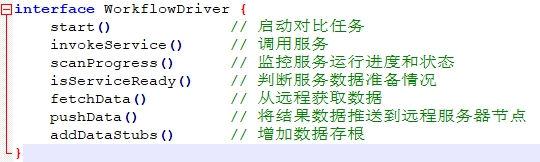 interface WorkflowDriver {
start() // 启动对比任务
invokeService() // 调用服务
scanProgress() // 监控服务运行进度和状态
isServiceReady() // 判断服务数据准备情况
fetchData() // 从远程获取数据
pushData() // 将结果数据推送到远程服务器节点
addDataStubs() // 增加数据存根
}